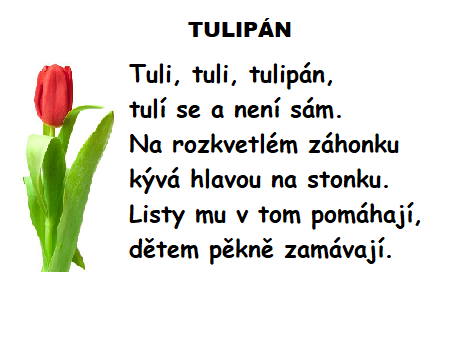 TULIPÁN
Tuli, tuli, tulipán,
tulí se a není sám.
Na rozkvetlém záhonku
kývá hlavou na stonku.
Listy mu v tom pomáhají,
dětem pěkně zamávají.